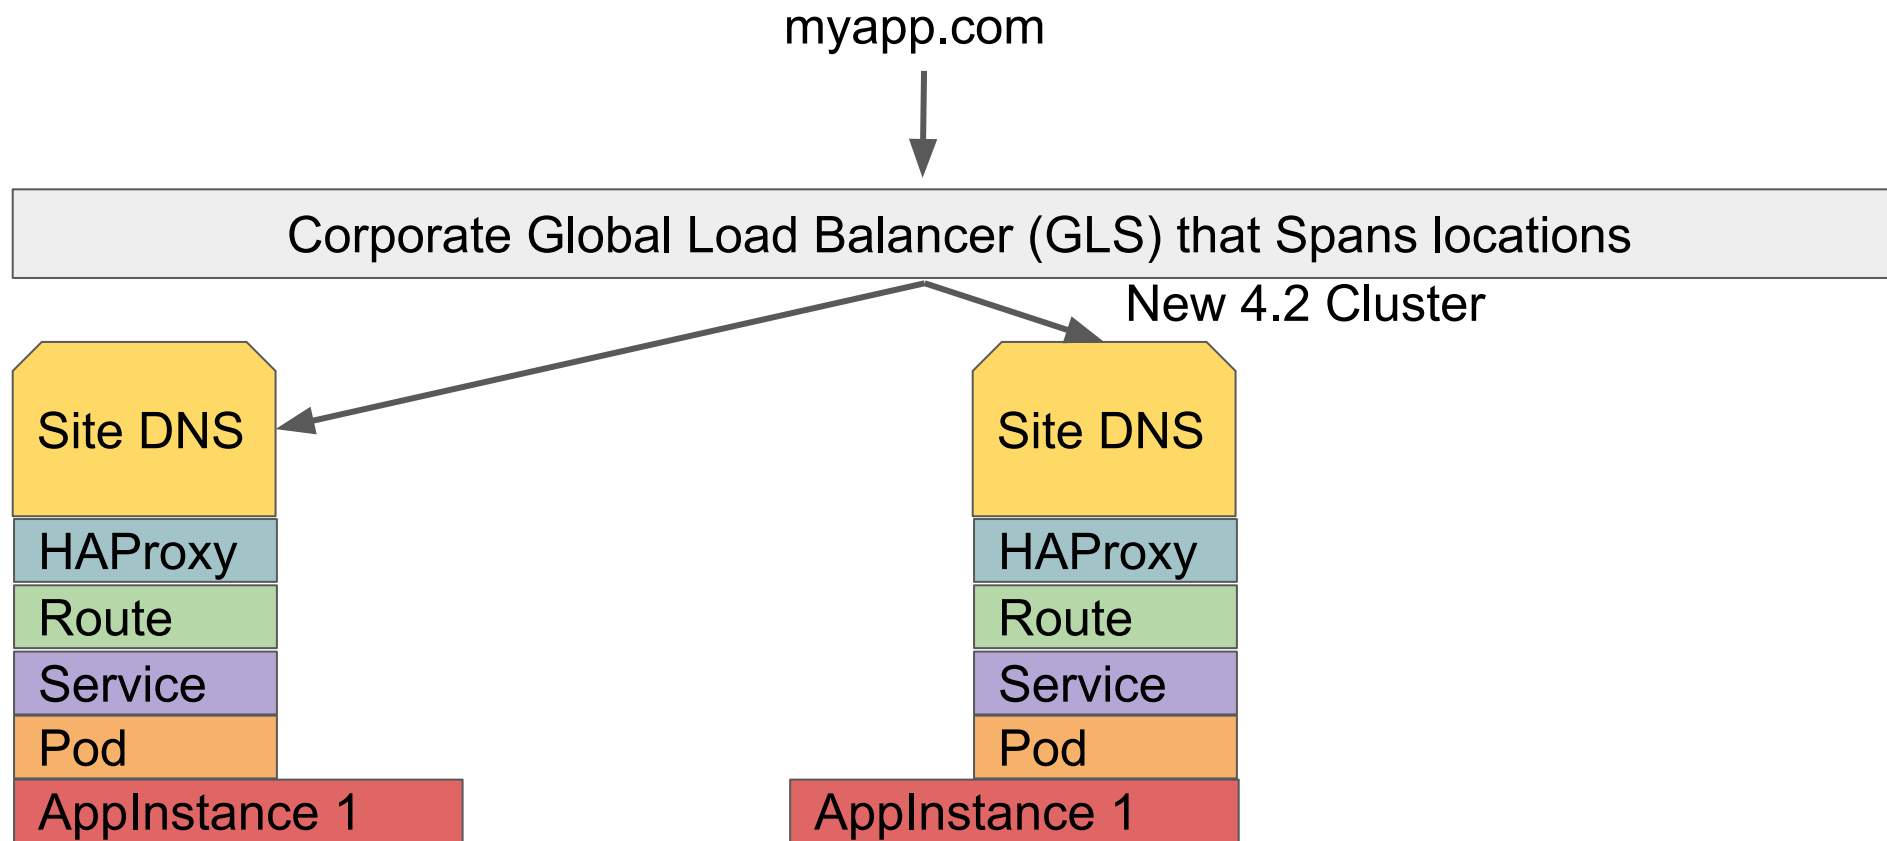 myapp.com
Corporate Global Load Balancer (GLS) that Spans locations
New 4.2 Cluster
Site DNS
HAProxy
Route
Service
Pod
AppInstance 1
Site DNS
HAProxy
Route
Service
Pod
AppInstance 1